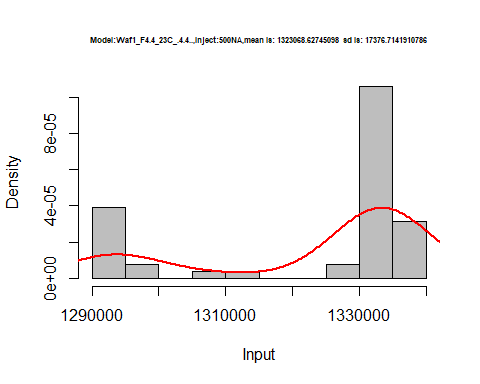 Model:Waf1_F4.4_23C_.4.4.,Inject:500NA,mean is: 1323068.62745098 sd is: 17376.7141910786
Density
8e-05
4e-05
0e+00
1290000 1310000 1330000
Input